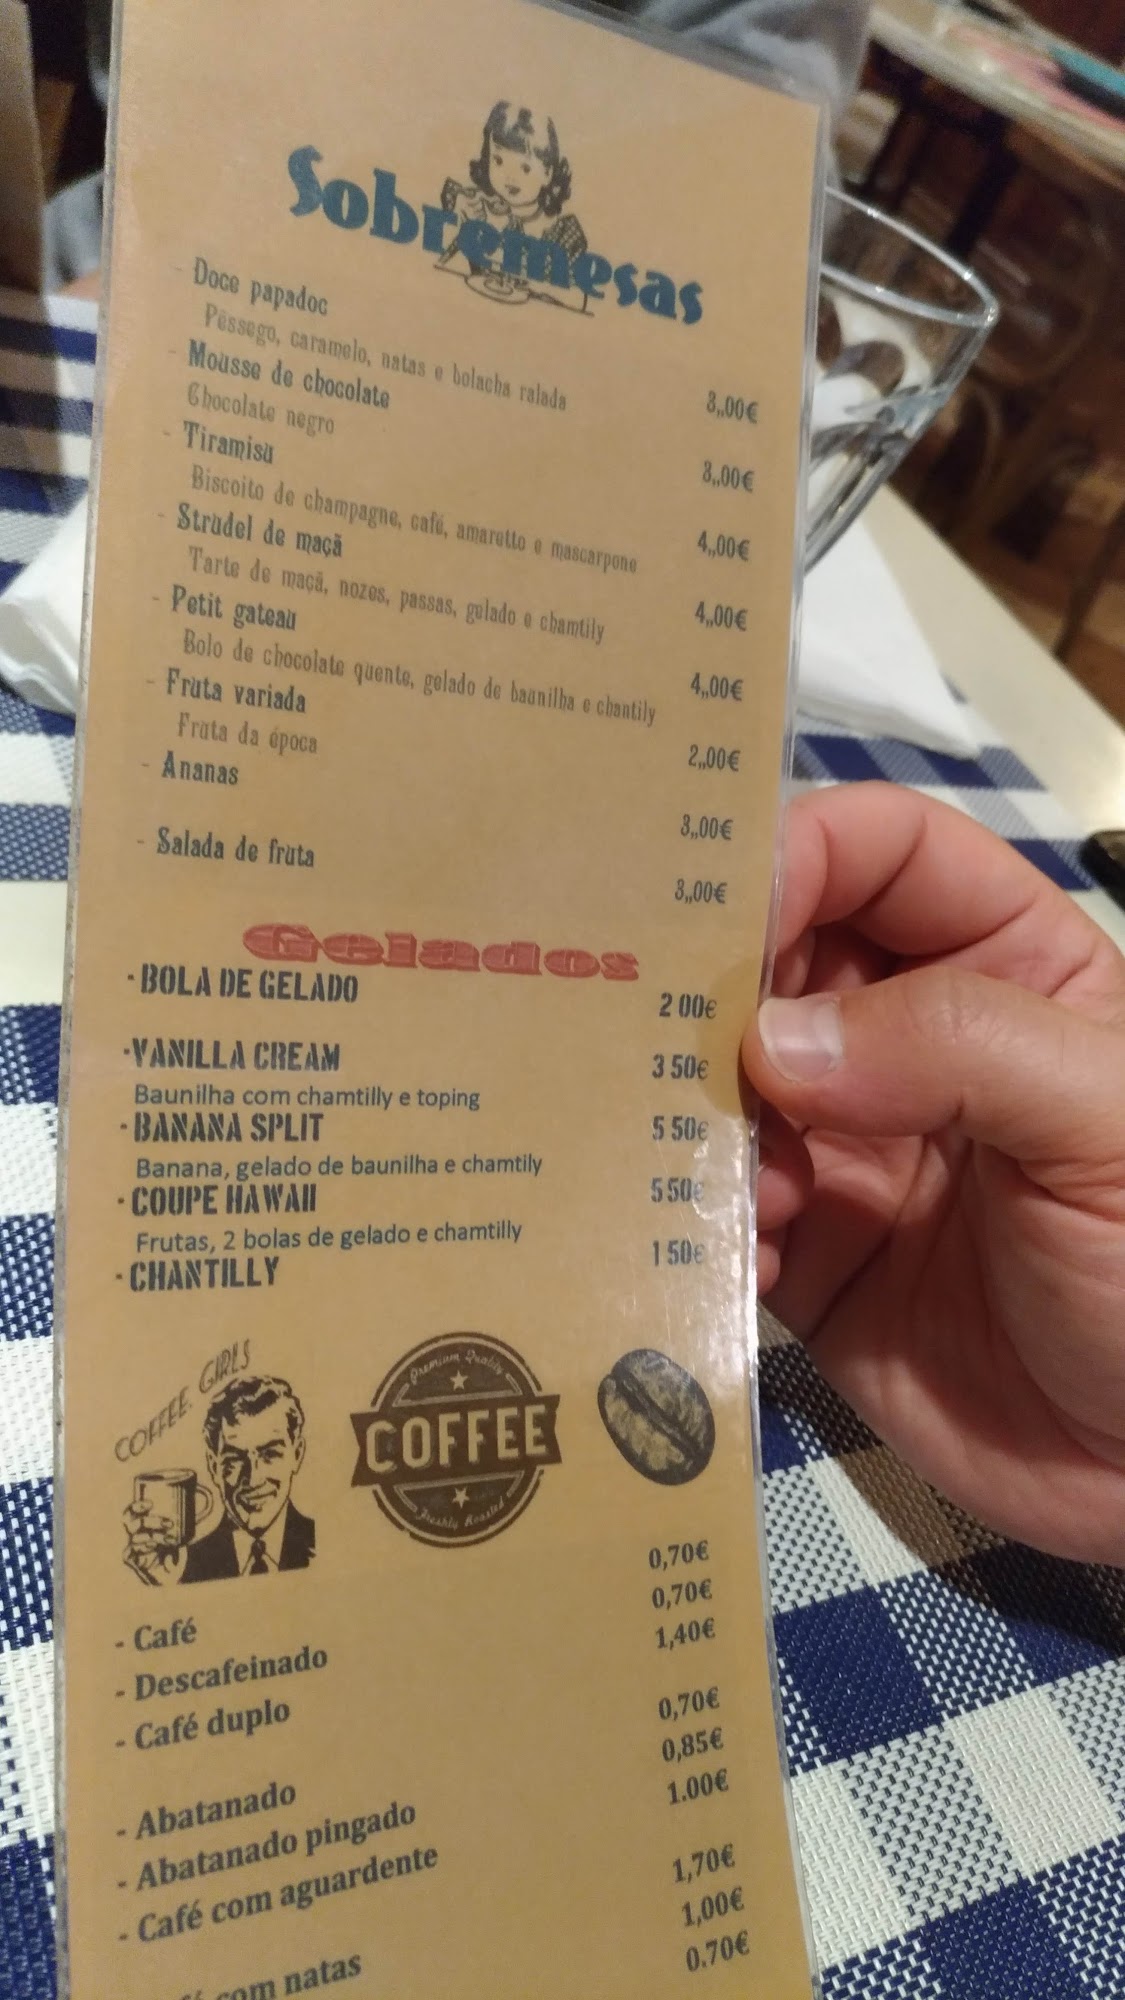 Sobremesas
- Doce papadoc 3,,00€
Pêssego, caramelo, natas e bolacha ralada
- Mousse de chocolate 3,,00€
Chocolate negro
- Tiramisu 4,,00€
Biscoito de champagne, café, amaretto e mascarpone
- Strudel de maçã 4,,00€
Tarte de maçã, nozes, passas, gelado e chamtily
- Petit gateau 4,,00€
Bolo de chocolate quente, gelado de baunilha e chantily
- Fruta variada 2,,00€
Fruta da época
- Ananas 3,,00€
- Salada de fruta 3,,00€
Gelados
· BOLA DE GELADO 2 00€
· VANILLA CREAM 3 50€
Baunilha com chamtilly e toping
· BANANA SPLIT 5 50€
Banana, gelado de baunilha e chamtily
· COUPE HAWAII 5 50€
Frutas, 2 bolas de gelado e chamtilly
· CHANTILLY 1 50€
COFFEE, GIRLS
Premium Quality
COFFEE
Freshly Roasted
- Café 0,70€
- Descafeinado 0,70€
- Café duplo 1,40€
- Abatanado 0,70€
- Abatanado pingado 0,85€
- Café com aguardente 1.00€
com natas 1,70€
1,00€
0.70€